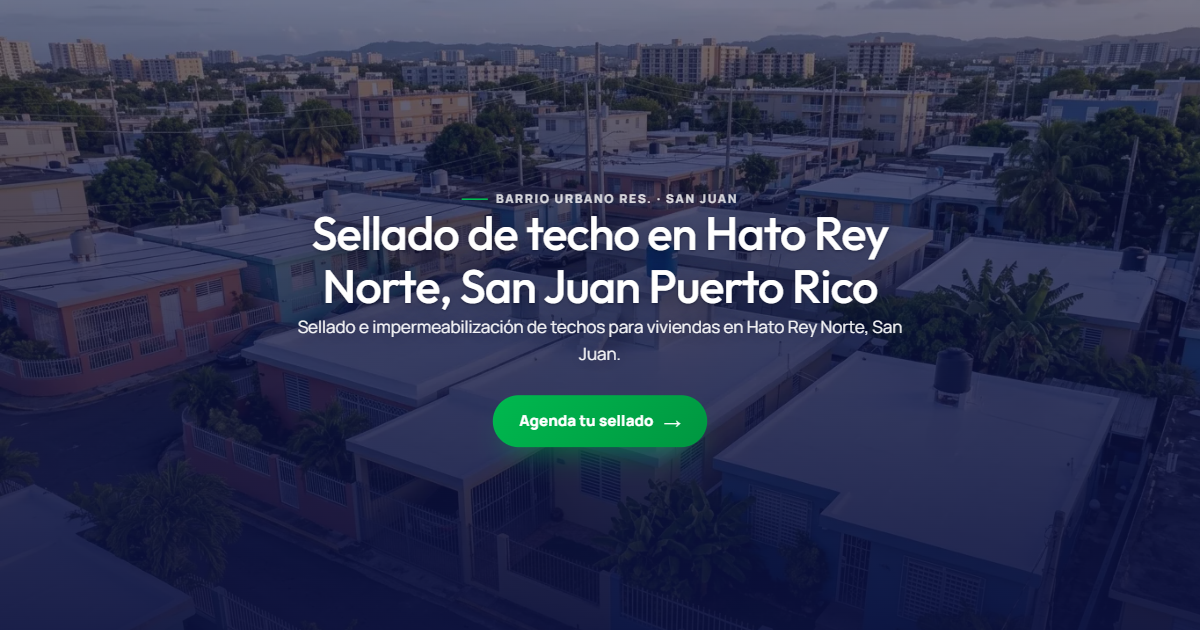 BARRIO URBANO RES. · SAN JUAN
Sellado de techo en Hato Rey
Norte, San Juan Puerto Rico
Sellado e impermeabilización de techos para viviendas en Hato Rey Norte, San
Juan.
Agenda tu sellado →